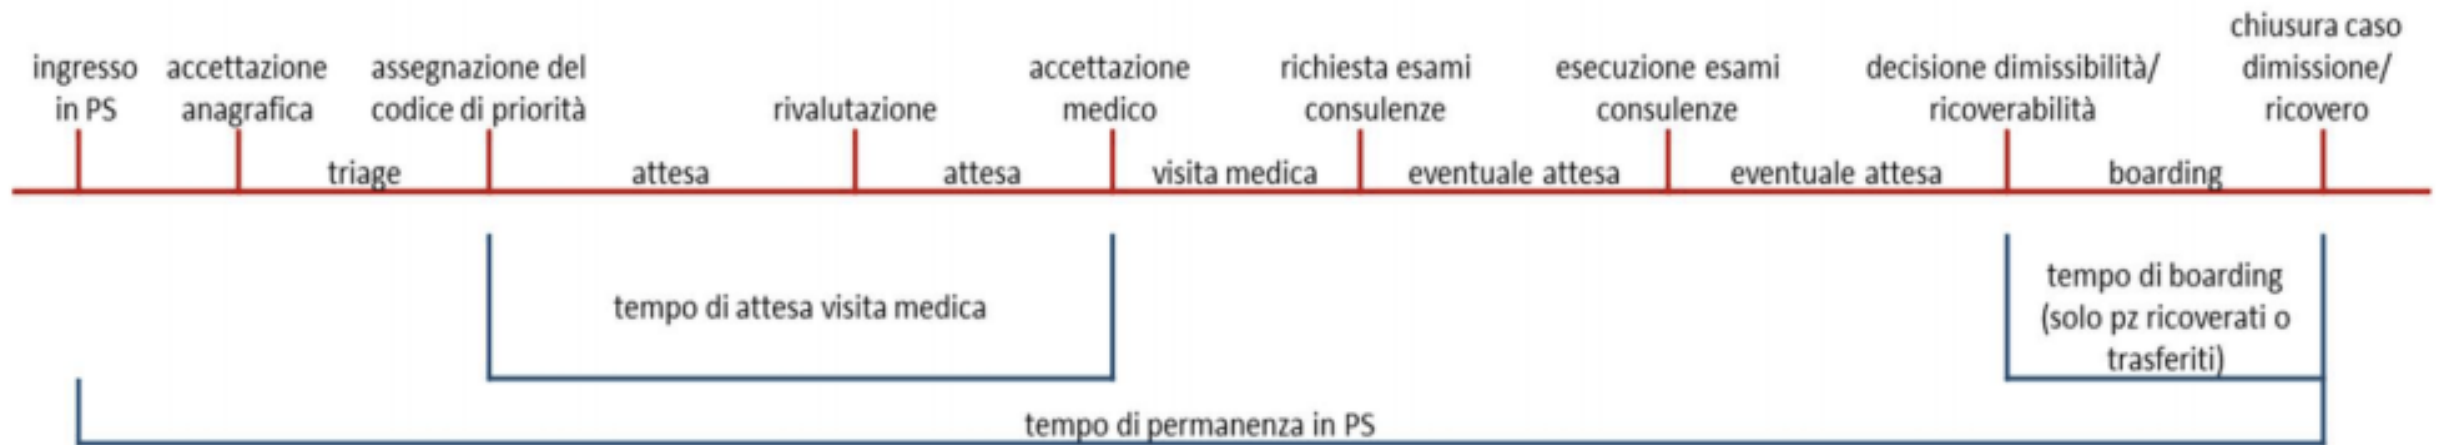 ingresso
in PS
accettazione
anagrafica
assegnazione del
codice di priorità
rivalutazione
accettazione
medico
richiesta esami
consulenze
esecuzione esami
consulenze
decisione dimissibilità/
ricoverabilità
chiusura caso
dimissione/
ricovero
triage
attesa
attesa
visita medica
eventuale attesa
eventuale attesa
boarding
tempo di attesa visita medica
tempo di boarding
(solo pz ricoverati o
trasferiti)
tempo di permanenza in PS